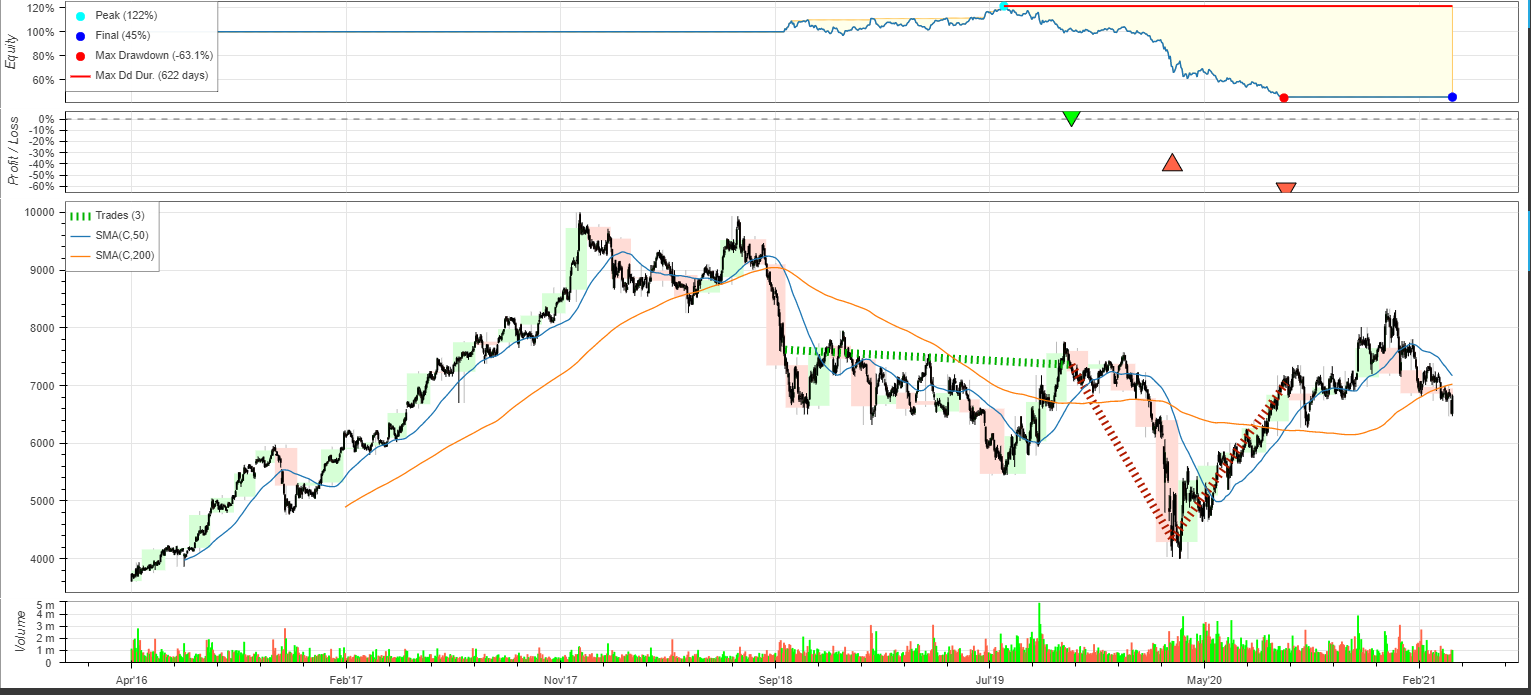 120%
100%
80%
60%
Equity
Peak (122%)
Final (45%)
Max Drawdown (-63.1%)
Max Dd Dur. (622 days)
0%
-10%
-20%
-30%
-40%
-50%
-60%
Profit / Loss
Trades (3)
SMA(C,50)
SMA(C,200)
10000
9000
8000
7000
6000
5000
4000
5 m
4 m
3 m
2 m
1 m
0
Volume
Apr'16
Feb'17
Nov'17
Sep'18
Jul'19
May'20
Feb'21